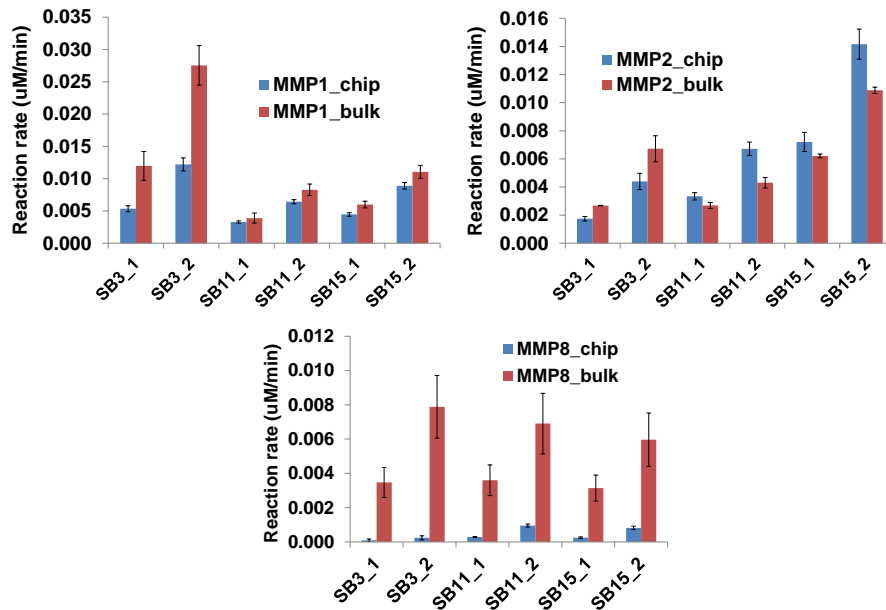 Reaction rate (uM/min)
0.035
0.030
0.025
0.020
0.015
0.010
0.005
0.000
MMP1_chip
MMP1_bulk
SB3_1
SB3_2
SB11_1
SB11_2
SB15_1
SB15_2
Reaction rate (uM/min)
0.016
0.014
0.012
0.010
0.008
0.006
0.004
0.002
0.000
MMP2_chip
MMP2_bulk
SB3_1
SB3_2
SB11_1
SB11_2
SB15_1
SB15_2
Reaction rate (uM/min)
0.012
0.010
0.008
0.006
0.004
0.002
0.000
MMP8_chip
MMP8_bulk
SB3_1
SB3_2
SB11_1
SB11_2
SB15_1
SB15_2